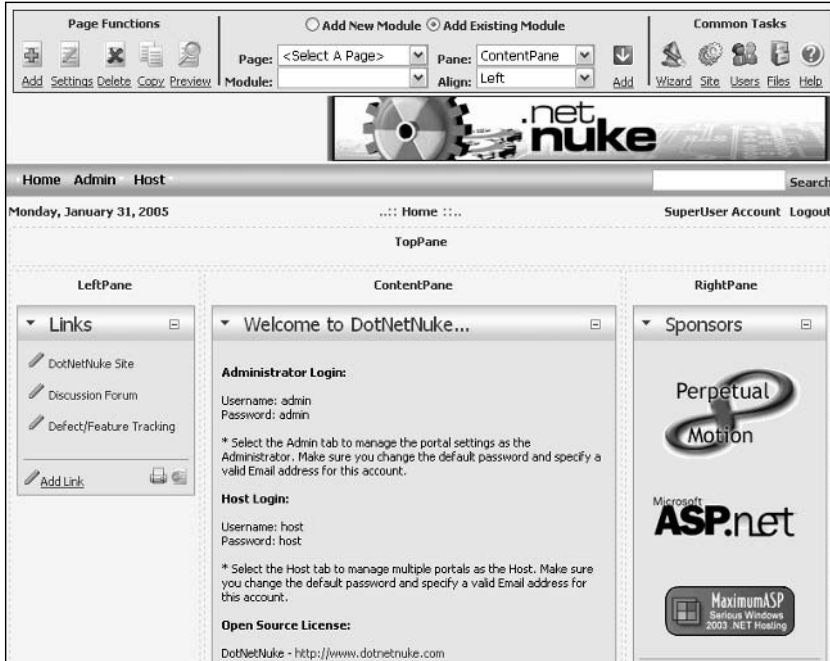 Page Functions
Add New Module Add Existing Module
Common Tasks
Page: <Select A Page> Pane: ContentPane
Module: Align: Left
Add Settings Delete Copy Preview
Add
Wizard Site Users Files Help
.net
nuke
Home Admin Host
Search
Monday, January 31, 2005
..:: Home ::..
SuperUser Account Logout
TopPane
LeftPane
ContentPane
RightPane
Links
DotNetNuke Site
Discussion Forum
Defect/Feature Tracking
Add Link
Welcome to DotNetNuke...
Administrator Login:
Username: admin
Password: admin
* Select the Admin tab to manage the portal settings as the
Administrator. Make sure you change the default password and specify a
valid Email address for this account.
Host Login:
Username: host
Password: host
* Select the Host tab to manage multiple portals as the Host. Make sure
you change the default password and specify a valid Email address for
this account.
Open Source License:
DotNetNuke - http://www.dotnetnuke.com
Sponsors
Perpetual
Motion
Microsoft
ASP.net
MaximumASP
Serious Windows
2003 .NET Hosting